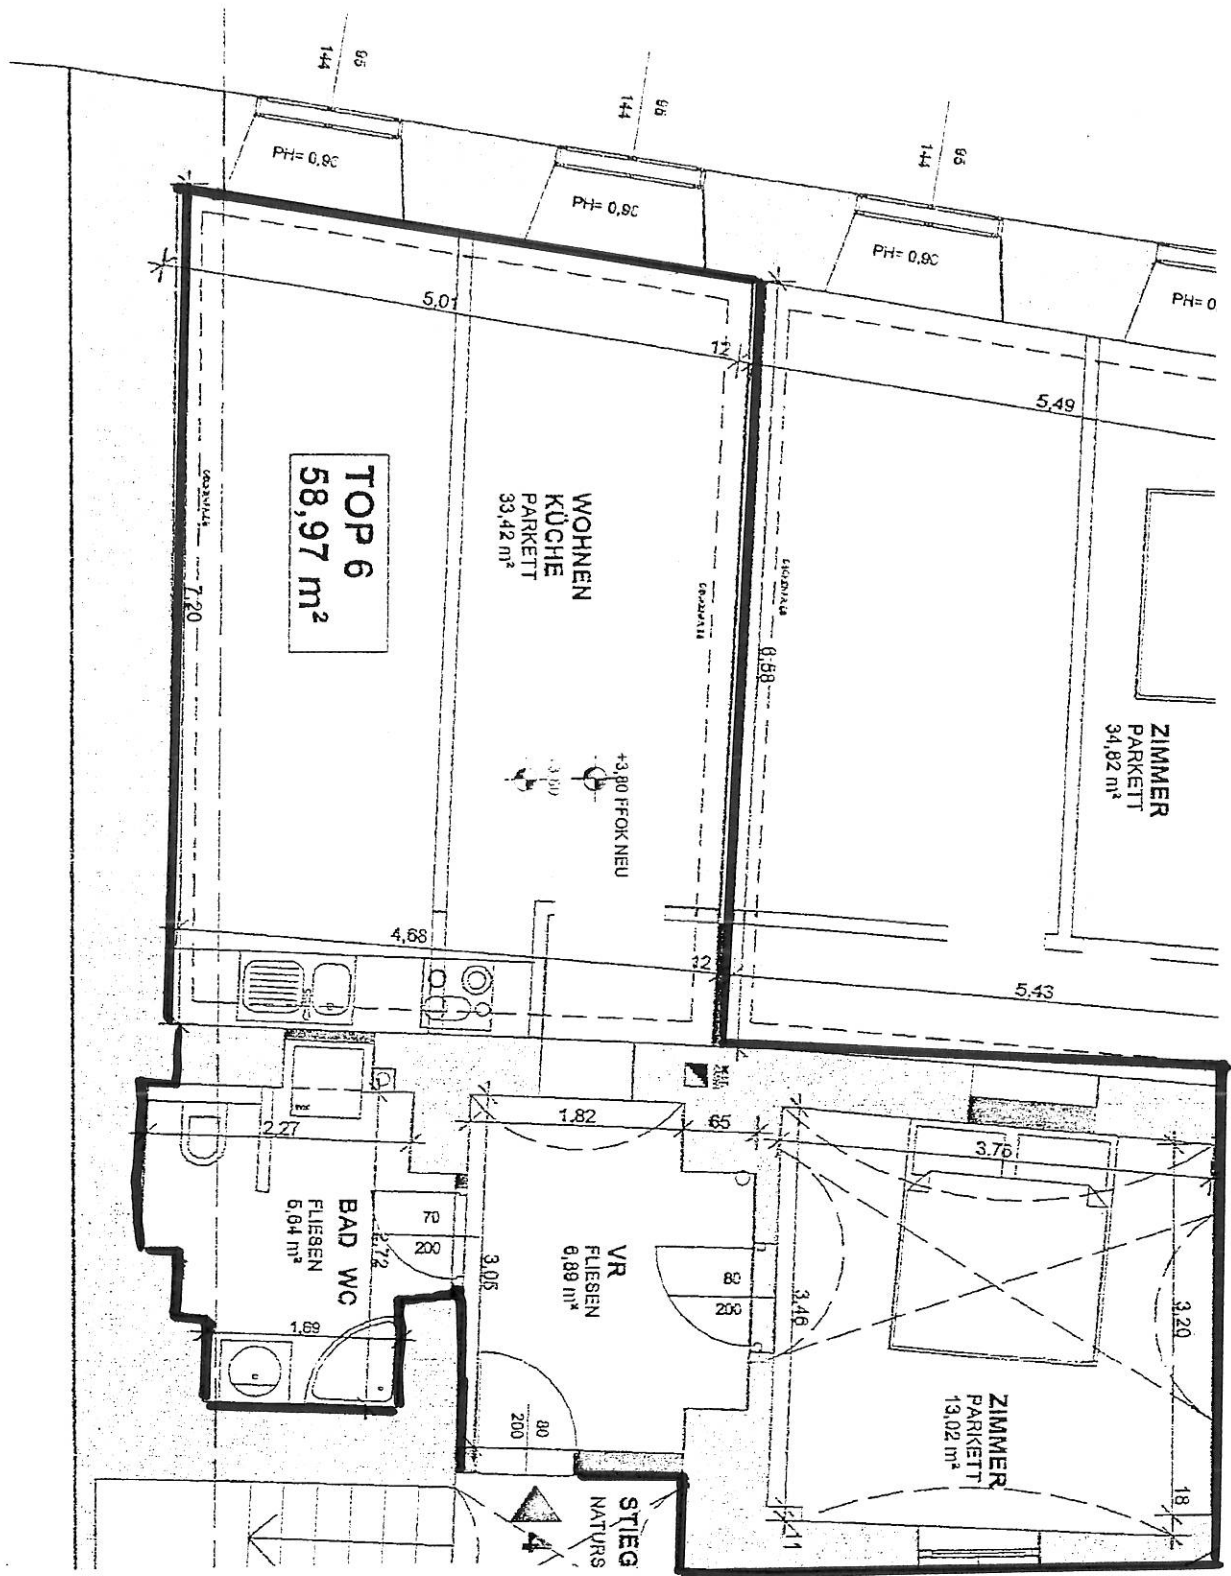 95
144
95
144
95
144
PH= 0,90
PH= 0,90
PH= 0,90
PH= 0
5,01
12
5,49
TOP 6
58,97 m²
WOHNEN
KÜCHE
PARKETT
33,42 m²
ZIMMER
PARKETT
34,82 m²
7,20
6,58
+3,80 FFOK NEU
4,68
12
5,43
2,27
1.82
65
3.76
BAD WC
FLIESEN
5,64 m²
70
200
2,72
3,05
VR
FLIESEN
6,89 m²
80
200
3,46
3,20
1,69
ZIMMER
PARKETT
13,02 m²
80
200
18
11
STIEG
NATURS
4